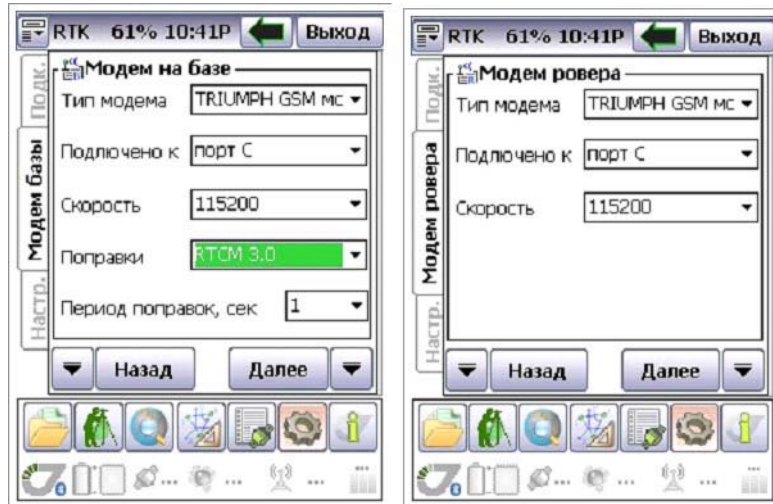 RTK 61% 10:41P Выход
Модем на базе
Тип модема TRIUMPH GSM мс
Подлючено к порт C
Скорость 115200
Поправки RTCM 3.0
Период поправок, сек 1
Подк.
Модем базы
Настр.
Назад Далее
RTK 61% 10:41P Выход
Модем ровера
Тип модема TRIUMPH GSM мс
Подлючено к порт C
Скорость 115200
Подк.
Модем ровера
Настр.
Назад Далее